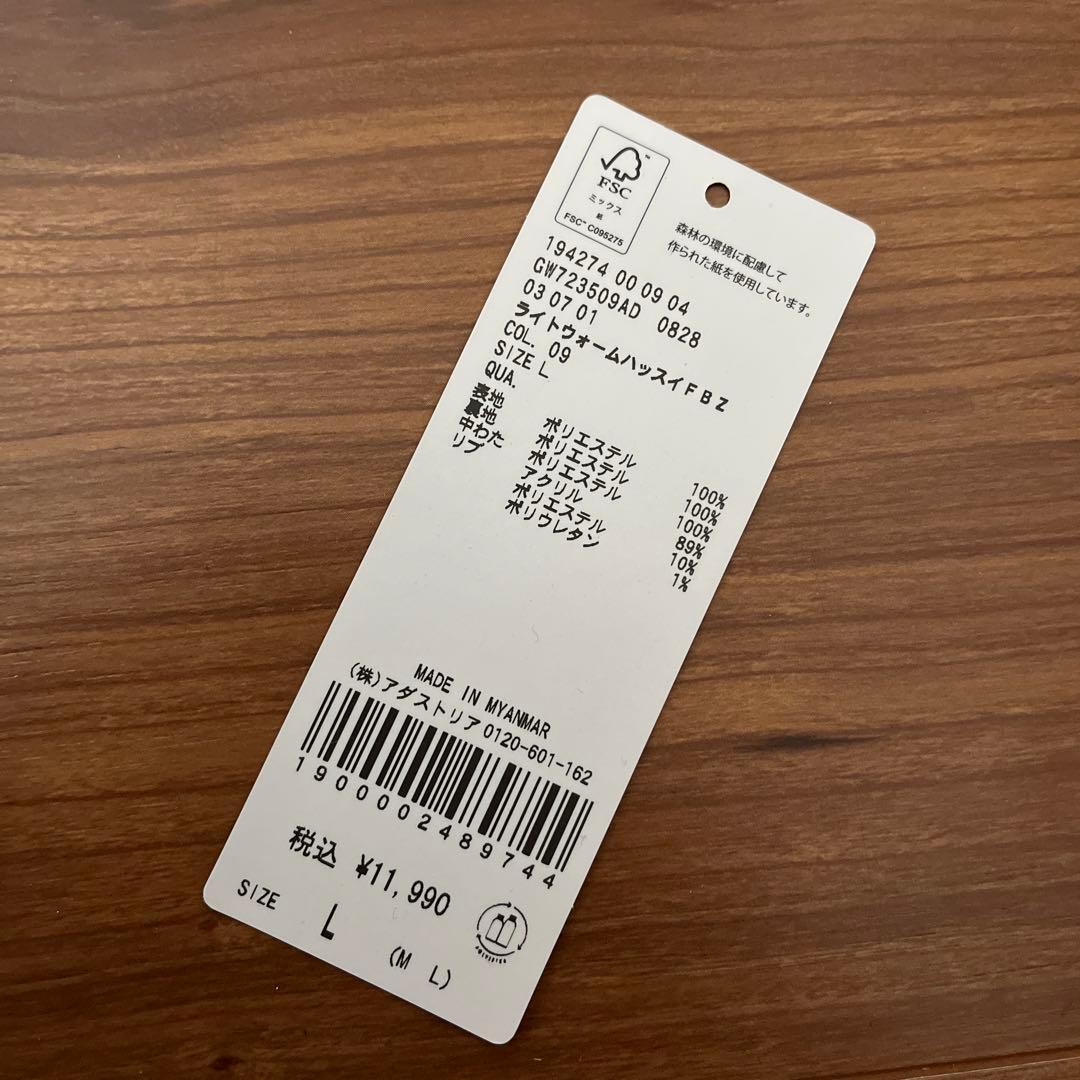 FSC™
ミックス
紙
FSC™ C095275
森林の環境に配慮して
作られた紙を使用しています。
194274 00 09 04
GW723509AD 0828
03 07 01
ライトウォームハッスイFBZ
COL. 09
SIZE L
QUA.
表地 ポリエステル 100%
裏地 ポリエステル 100%
中わた ポリエステル 100%
リブ アクリル 89%
ポリエステル 10%
ポリウレタン 1%
MADE IN MYANMAR
(株)アダストリア 0120-601-162
1900002489744
税込 ¥11,990
SIZE L (M L)